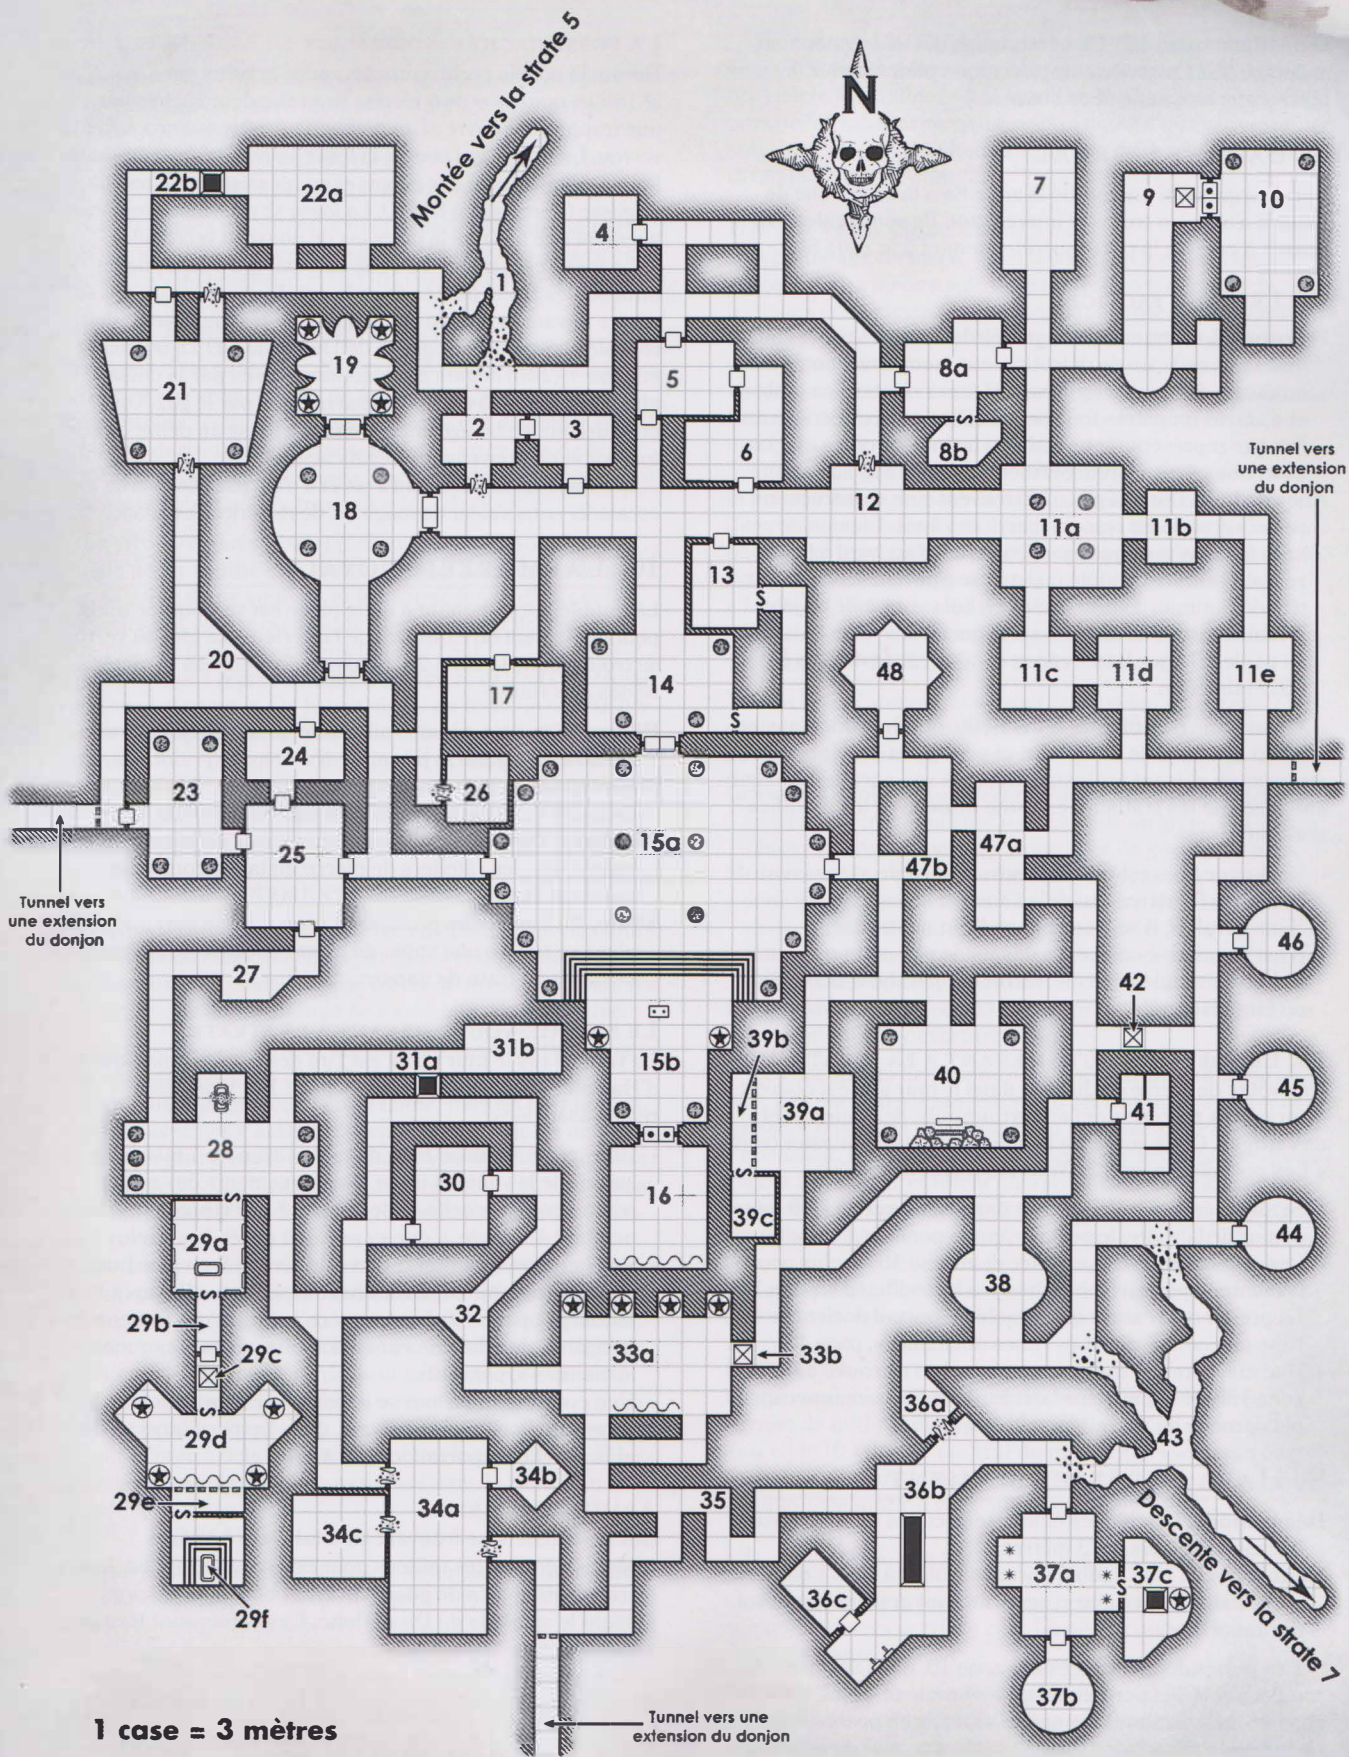 N
Montée vers la strate 5
22b
22a
7
9
10
4
1
19
21
5
8a
2
3
6
8b
Tunnel vers
une extension
du donjon
18
12
11a
11b
13
20
17
14
48
11c
11d
11e
24
23
26
15a
25
47a
47b
Tunnel vers
une extension
du donjon
27
46
42
31a
31b
39b
15b
40
45
39a
41
28
30
16
39c
29a
44
38
32
29b
29c
33a
33b
36a
29d
43
34b
29e
36b
35
34a
34c
Descente vers la strate 7
37a
37c
36c
29f
37b
1 case = 3 mètres
Tunnel vers une
extension du donjon
S
S
S
S
S
S
S
S
S
S